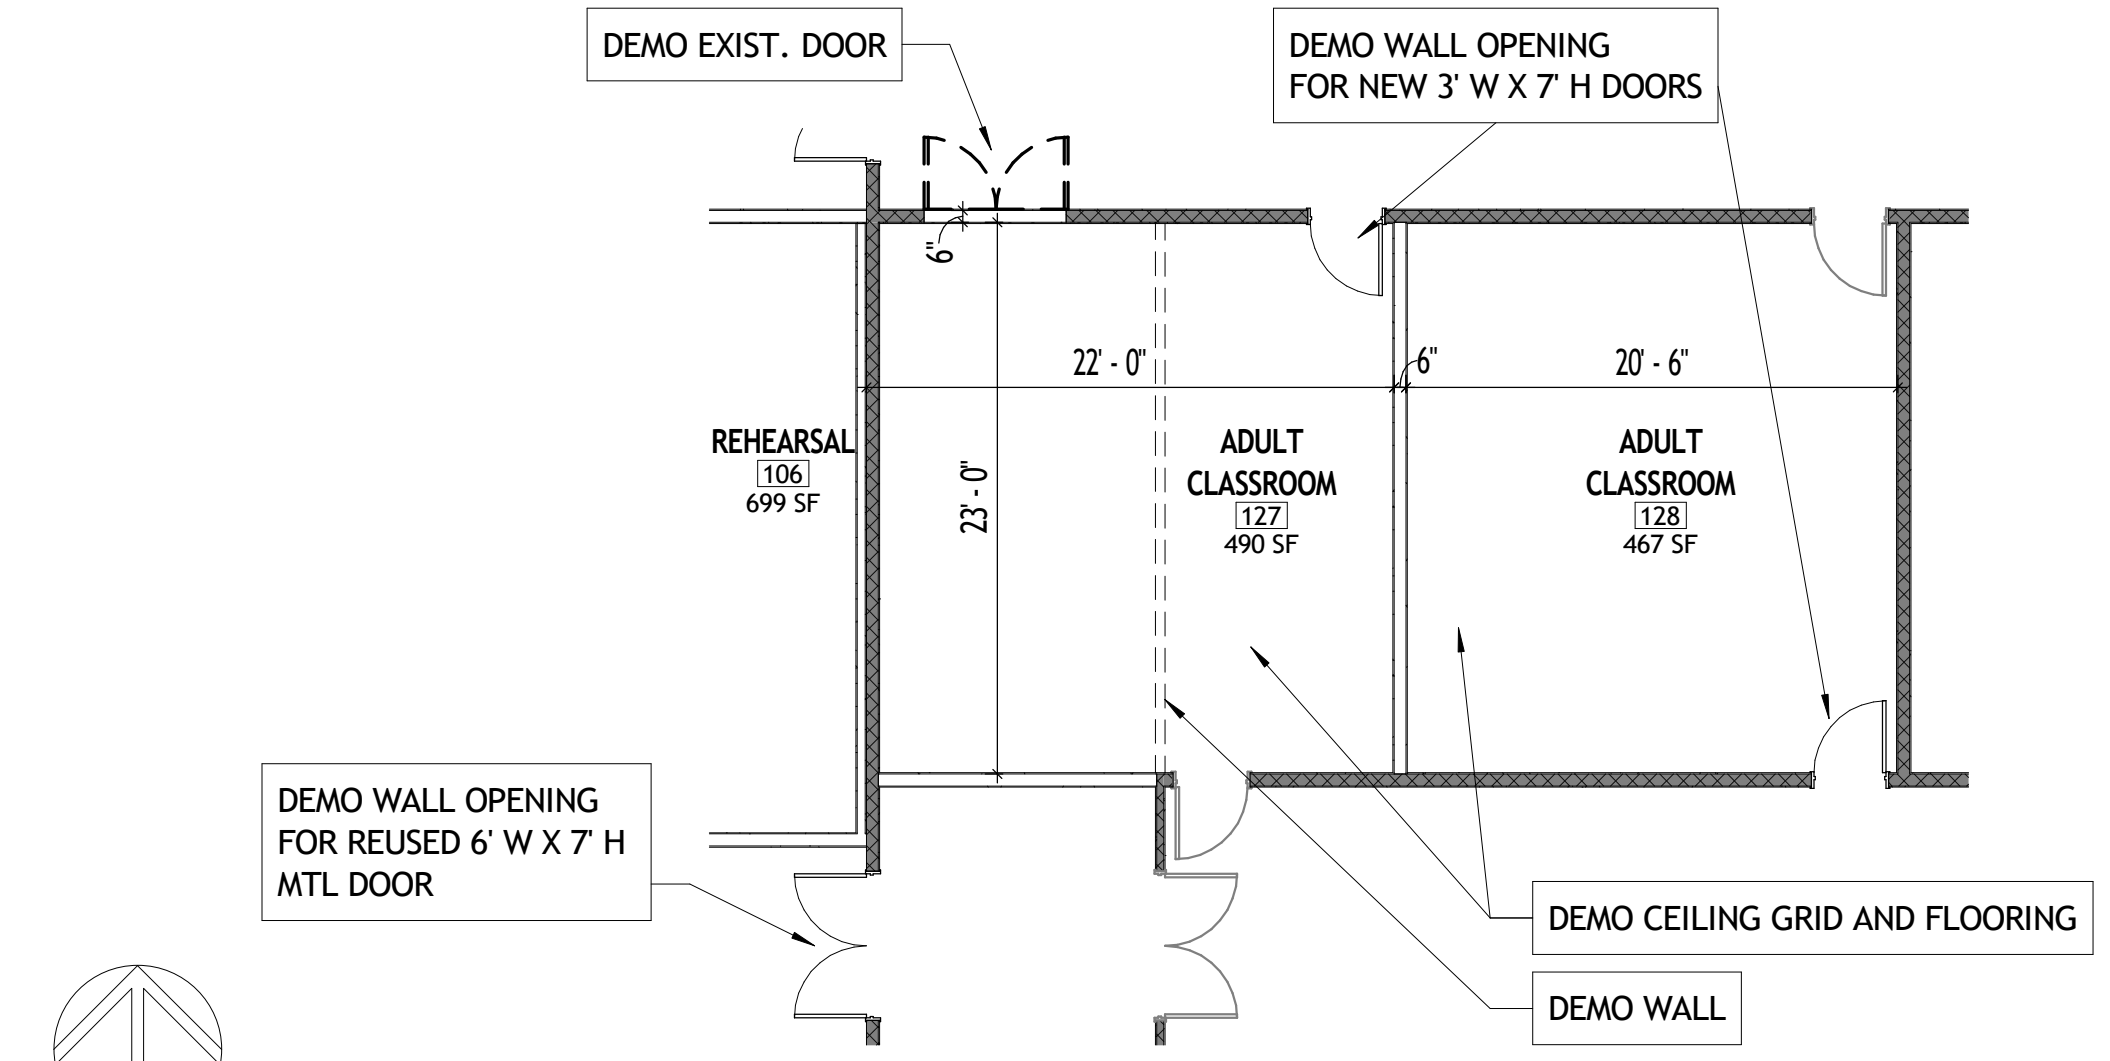 DEMO EXIST. DOOR
DEMO WALL OPENING
FOR NEW 3' W X 7' H DOORS
6"
22' - 0"
6"
20' - 6"
23' - 0"
REHEARSAL
106
699 SF
ADULT
CLASSROOM
127
490 SF
ADULT
CLASSROOM
128
467 SF
DEMO WALL OPENING
FOR REUSED 6' W X 7' H
MTL DOOR
DEMO CEILING GRID AND FLOORING
DEMO WALL